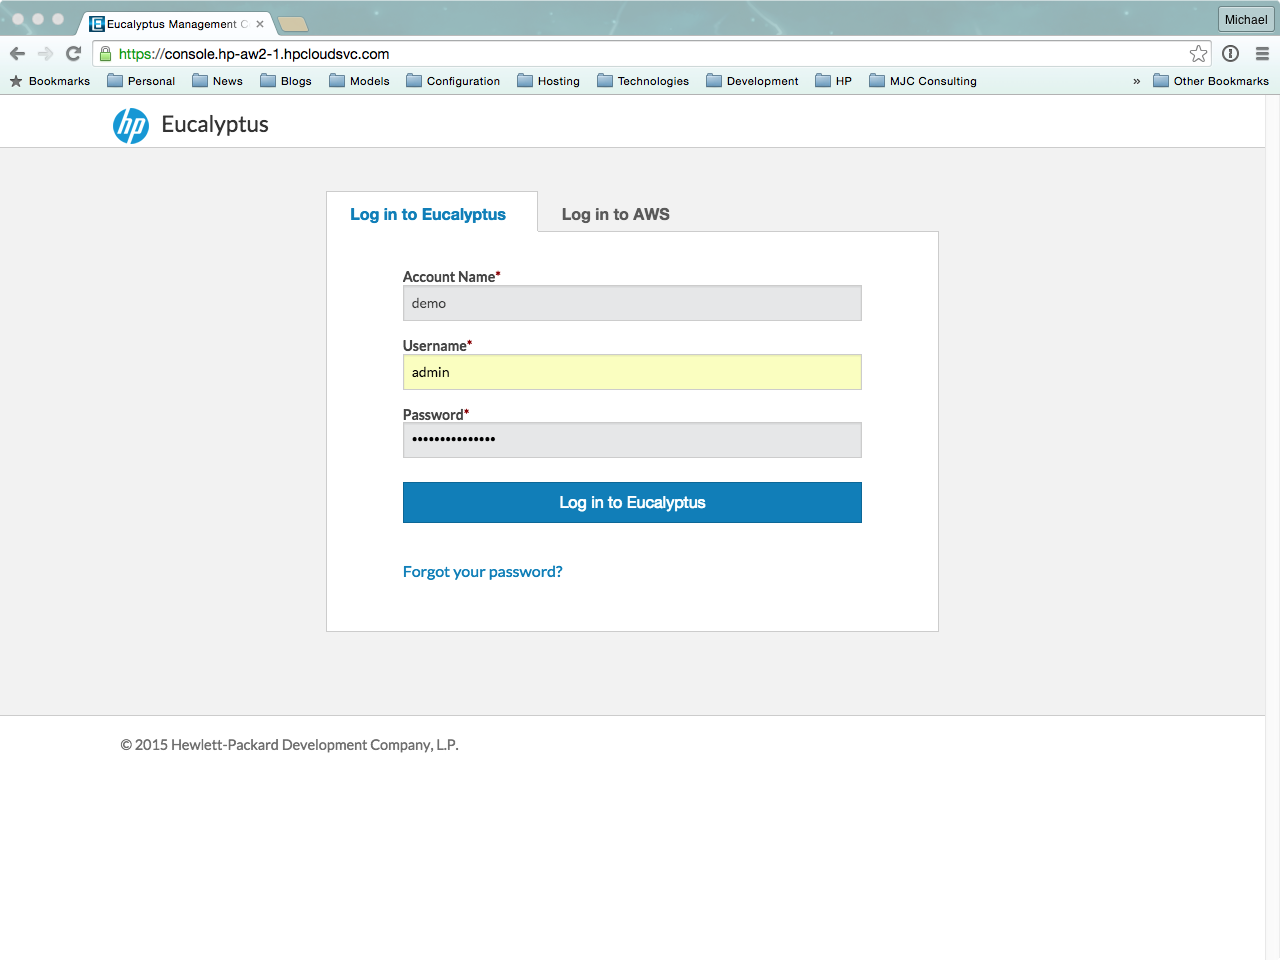 Eucalyptus Management C
Michael
https://console.hp-aw2-1.hpcloudsvc.com
Bookmarks Personal News Blogs Models Configuration Hosting Technologies Development HP MJC Consulting » Other Bookmarks
hp Eucalyptus
Log in to Eucalyptus Log in to AWS
Account Name*
demo
Username*
admin
Password*
•••••••••••••••
Log in to Eucalyptus
Forgot your password?
© 2015 Hewlett-Packard Development Company, L.P.